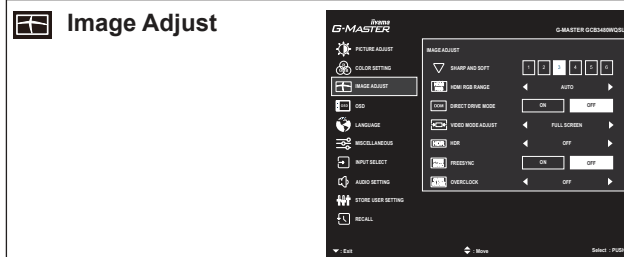 Image Adjust
iiyama
G-MASTER
G-MASTER GCB3480WQSU
PICTURE ADJUST
COLOR SETTING
IMAGE ADJUST
OSD
LANGUAGE
MISCELLANEOUS
INPUT SELECT
AUDIO SETTING
STORE USER SETTING
RECALL
IMAGE ADJUST
SHARP AND SOFT 1 2 3 4 5 6
HDMI RGB RANGE AUTO
DIRECT DRIVE MODE ON OFF
VIDEO MODE ADJUST FULL SCREEN
HDR HDR OFF
FREESYNC ON OFF
OVERCLOCK OFF
: Exit
: Move
Select : PUSH